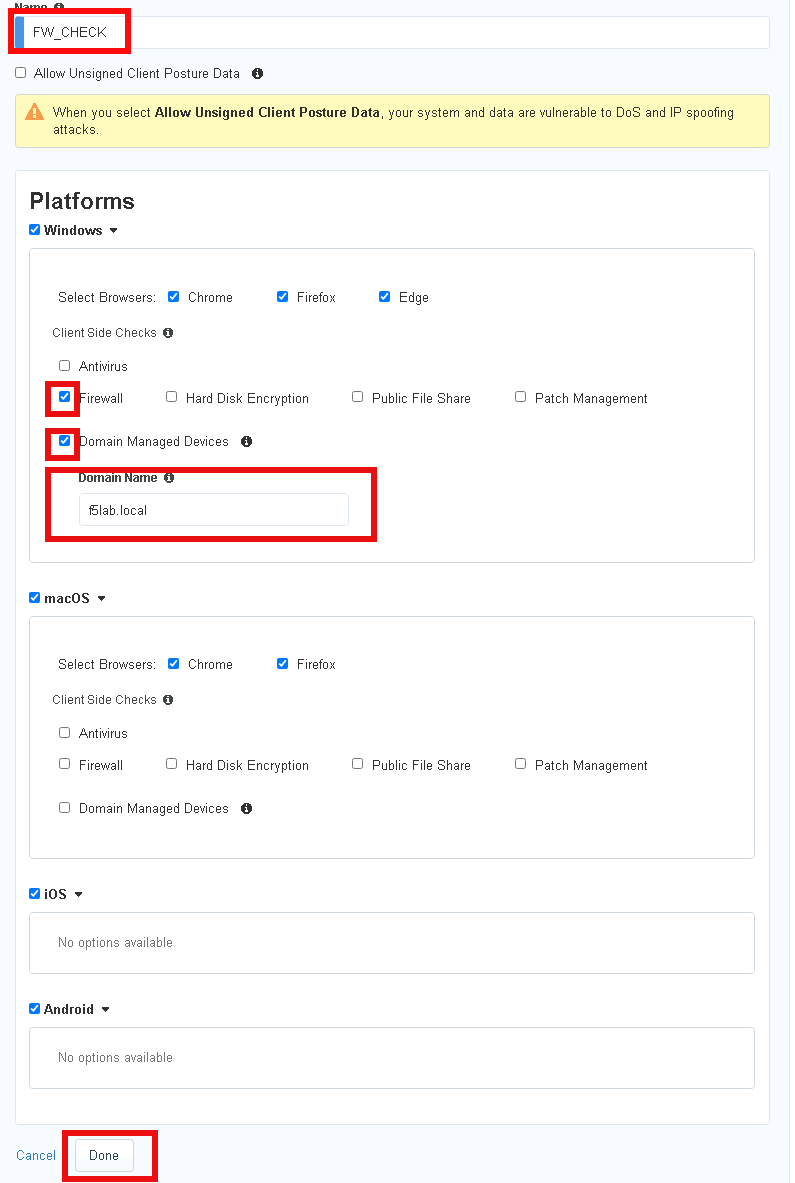 Name
FW_CHECK
Allow Unsigned Client Posture Data
When you select Allow Unsigned Client Posture Data, your system and data are vulnerable to DoS and IP spoofing
attacks.
Platforms
Windows
Select Browsers: Chrome Firefox Edge
Client Side Checks
Antivirus
Firewall Hard Disk Encryption Public File Share Patch Management
Domain Managed Devices
Domain Name
f5lab.local
macOS
Select Browsers: Chrome Firefox
Client Side Checks
Antivirus
Firewall Hard Disk Encryption Public File Share Patch Management
Domain Managed Devices
iOS
No options available
Android
No options available
Cancel Done